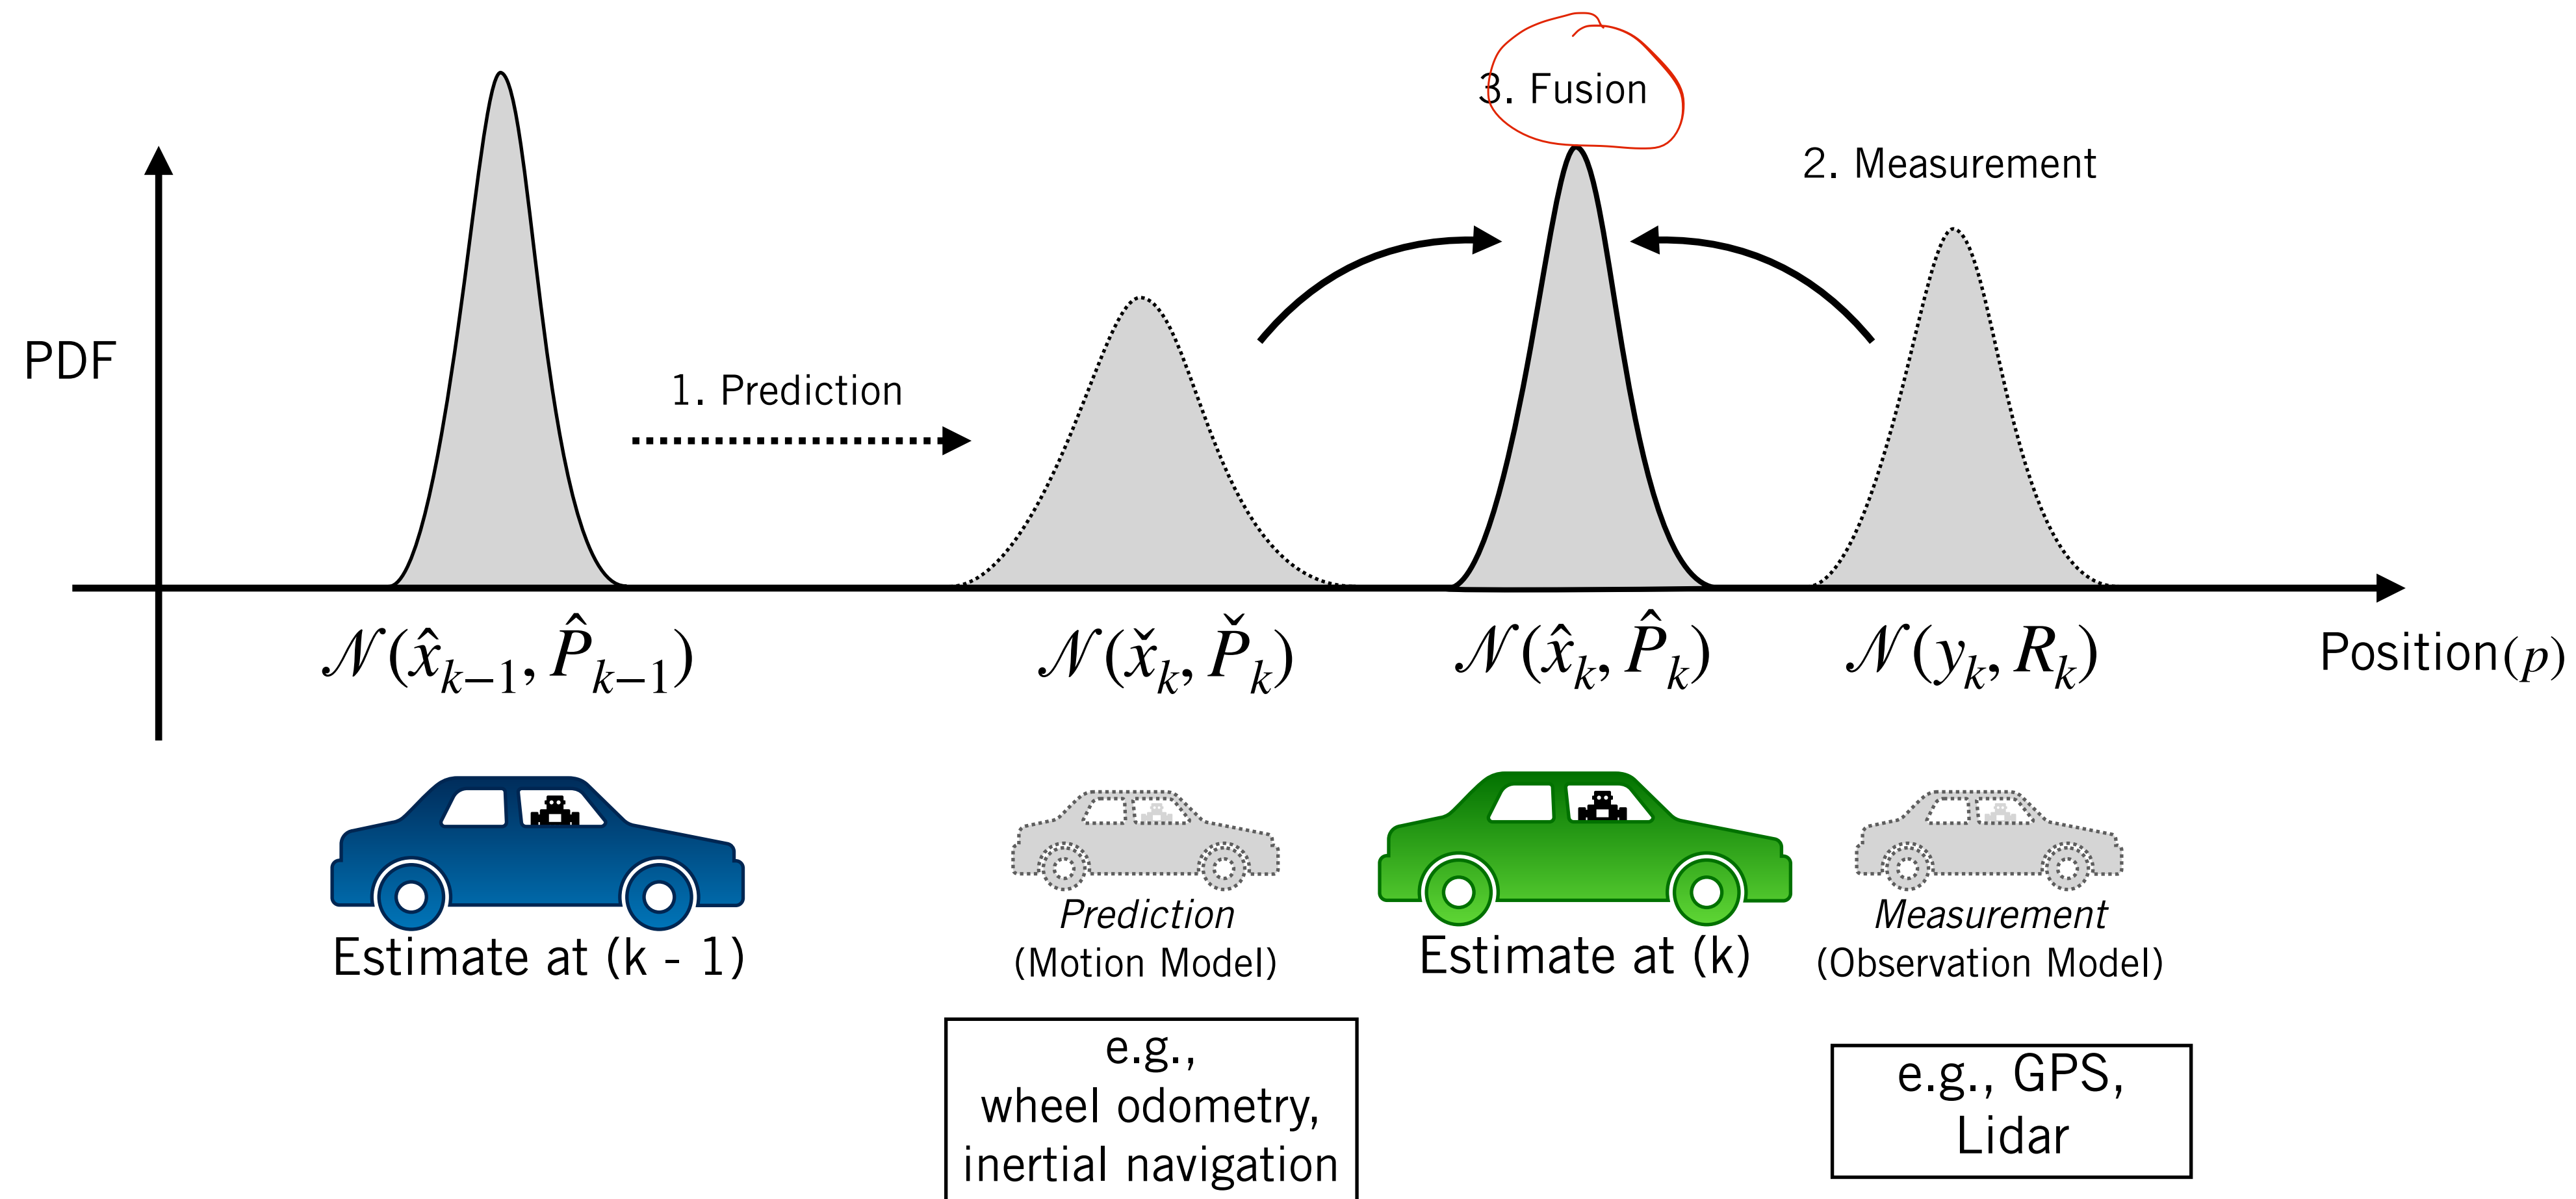 3. Fusion
2. Measurement
PDF
1. Prediction
𝒩(x̂ₖ₋₁, P̂ₖ₋₁)
𝒩(x̌ₖ, P̌ₖ)
𝒩(x̂ₖ, P̂ₖ)
𝒩(yₖ, Rₖ)
Position(p)
Estimate at (k - 1)
Prediction
(Motion Model)
Estimate at (k)
Measurement
(Observation Model)
e.g.,
wheel odometry,
inertial navigation
e.g., GPS,
Lidar